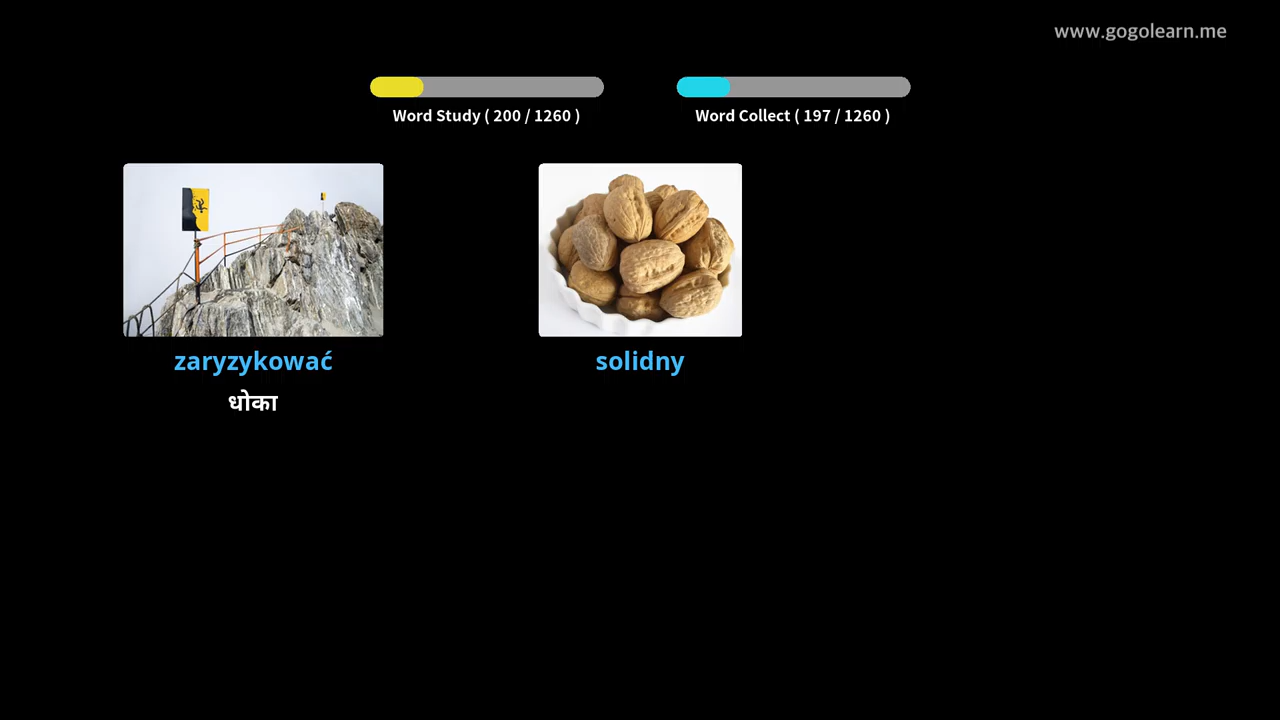 www.gogolearn.me
Word Study ( 200 / 1260 )
Word Collect ( 197 / 1260 )
zaryzykować
धोका
solidny